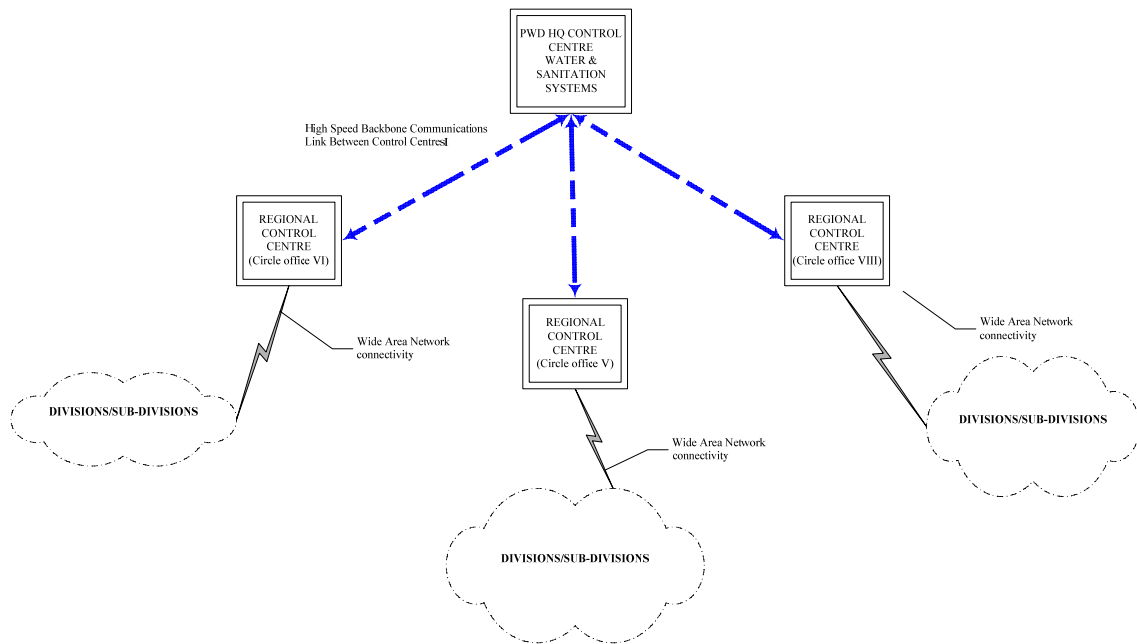 PWD HQ CONTROL
CENTRE
WATER &
SANITATION
SYSTEMS
High Speed Backbone Communications
Link Between Control Centres
REGIONAL
CONTROL
CENTRE
(Circle office VI)
REGIONAL
CONTROL
CENTRE
(Circle office VIII)
REGIONAL
CONTROL
CENTRE
(Circle office V)
Wide Area Network
connectivity
Wide Area Network
connectivity
DIVISIONS/SUB-DIVISIONS
DIVISIONS/SUB-DIVISIONS
Wide Area Network
connectivity
DIVISIONS/SUB-DIVISIONS